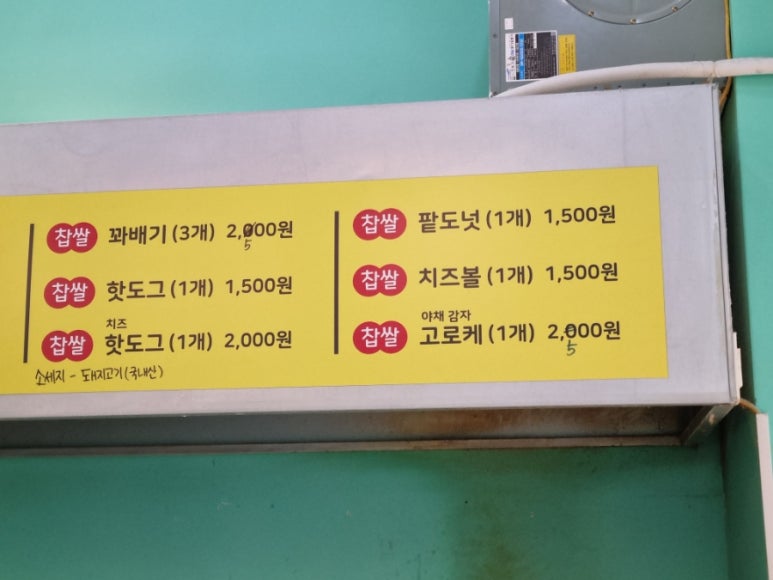 찹쌀 꽈배기 (3개) 2,500원
찹쌀 핫도그 (1개) 1,500원
치즈
찹쌀 핫도그 (1개) 2,000원
소세지 - 돼지고기(국내산)
찹쌀 팥도넛 (1개) 1,500원
찹쌀 치즈볼 (1개) 1,500원
야채 감자
찹쌀 고로케 (1개) 2,500원